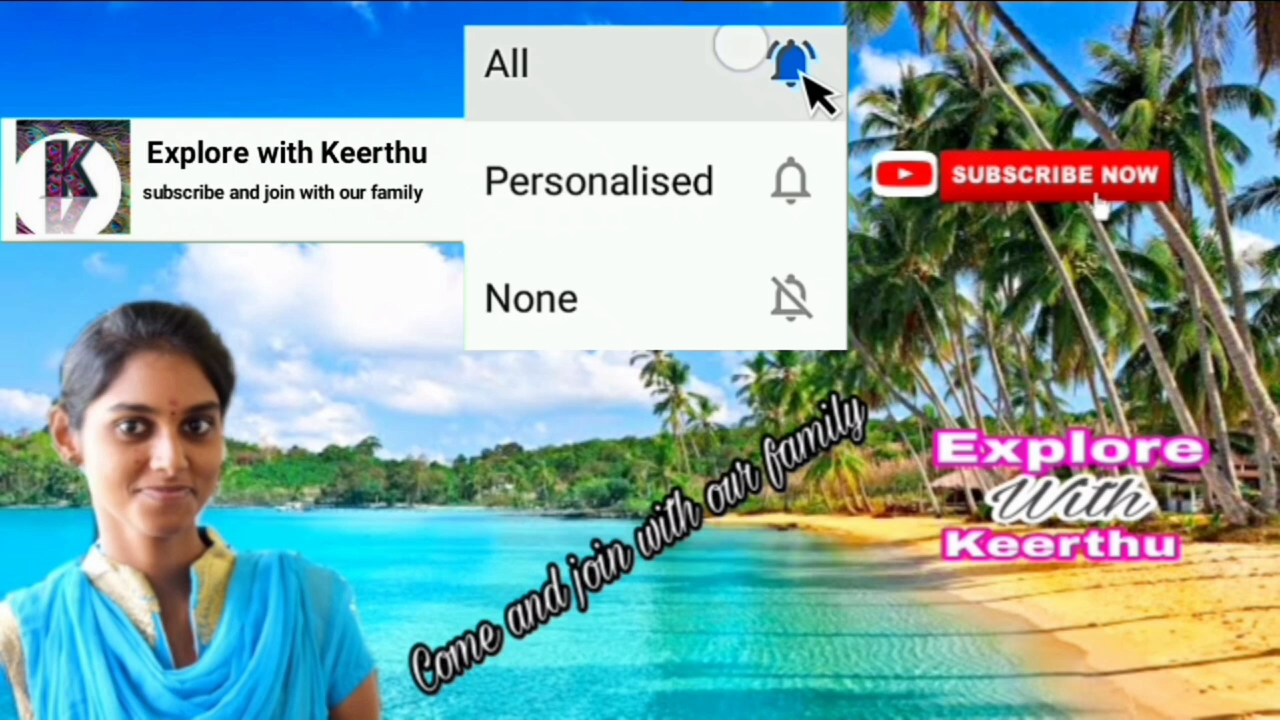 All
Explore with Keerthu
subscribe and join with our family
Personalised
SUBSCRIBE NOW
None
Come and join with our family
Explore
With
Keerthu
K